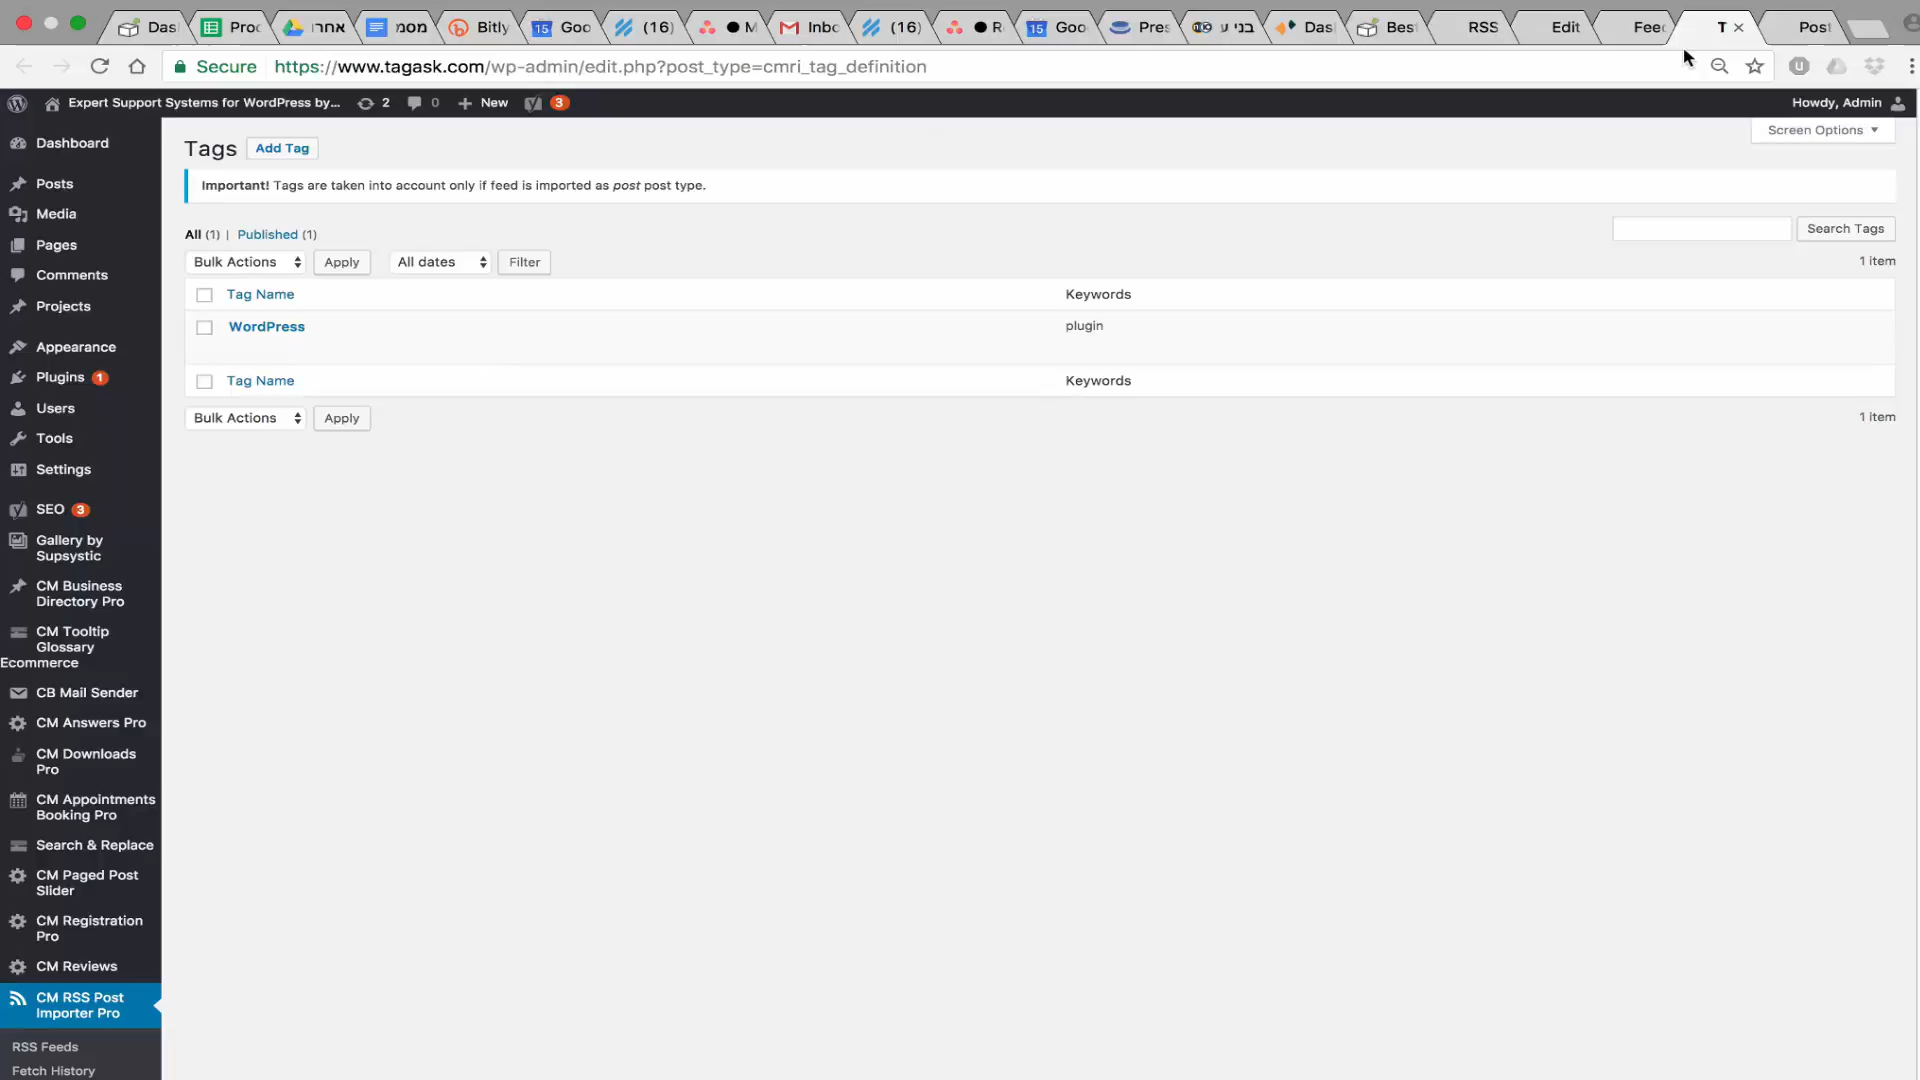 Dash
Proc
אחרו
מסמ
Bitly
15 Goo
(16)
● M
Inbo
(16)
● R
15 Goo
Pres
בני ע
Dash
Best
RSS
Edit
Feed
T
Post
Secure https://www.tagask.com/wp-admin/edit.php?post_type=cmri_tag_definition
Expert Support Systems for WordPress by... 2 0 New 3 Howdy, Admin
Screen Options
Dashboard
Posts
Media
Pages
Comments
Projects
Appearance
Plugins 1
Users
Tools
Settings
SEO 3
Gallery by
Supsystic
CM Business
Directory Pro
CM Tooltip
Glossary
Ecommerce
CB Mail Sender
CM Answers Pro
CM Downloads
Pro
CM Appointments
Booking Pro
Search & Replace
CM Paged Post
Slider
CM Registration
Pro
CM Reviews
CM RSS Post
Importer Pro
RSS Feeds
Fetch History
Tags Add Tag
Important! Tags are taken into account only if feed is imported as post post type.
All (1) | Published (1)
Search Tags
Bulk Actions Apply All dates Filter 1 item
Tag Name Keywords
WordPress plugin
Tag Name Keywords
Bulk Actions Apply 1 item